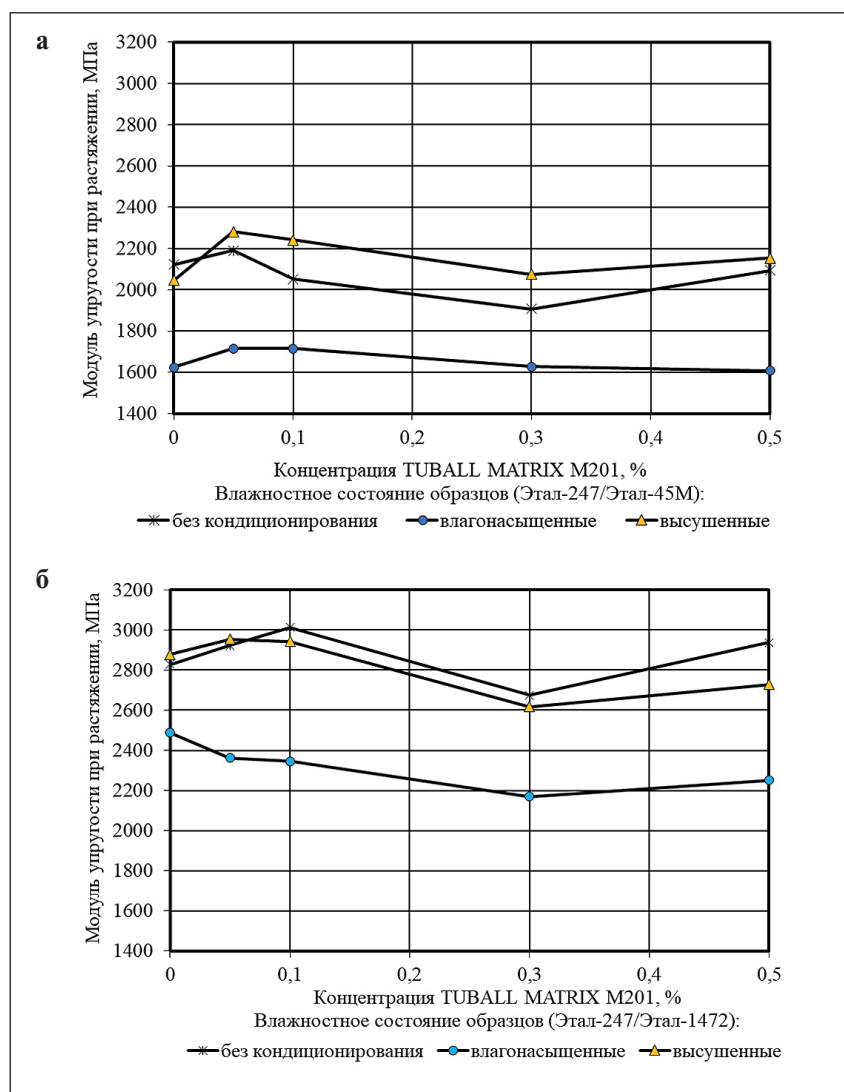 а
Модуль упругости при растяжении, МПа
3200
3000
2800
2600
2400
2200
2000
1800
1600
1400
0
0,1
0,2
0,3
0,4
0,5
Концентрация TUBALL MATRIX M201, %
Влажностное состояние образцов (Этал-247/Этал-45М):
без кондиционирования
влагонасыщенные
высушенные
б
Модуль упругости при растяжении, МПа
3200
3000
2800
2600
2400
2200
2000
1800
1600
1400
0
0,1
0,2
0,3
0,4
0,5
Концентрация TUBALL MATRIX M201, %
Влажностное состояние образцов (Этал-247/Этал-1472):
без кондиционирования
влагонасыщенные
высушенные